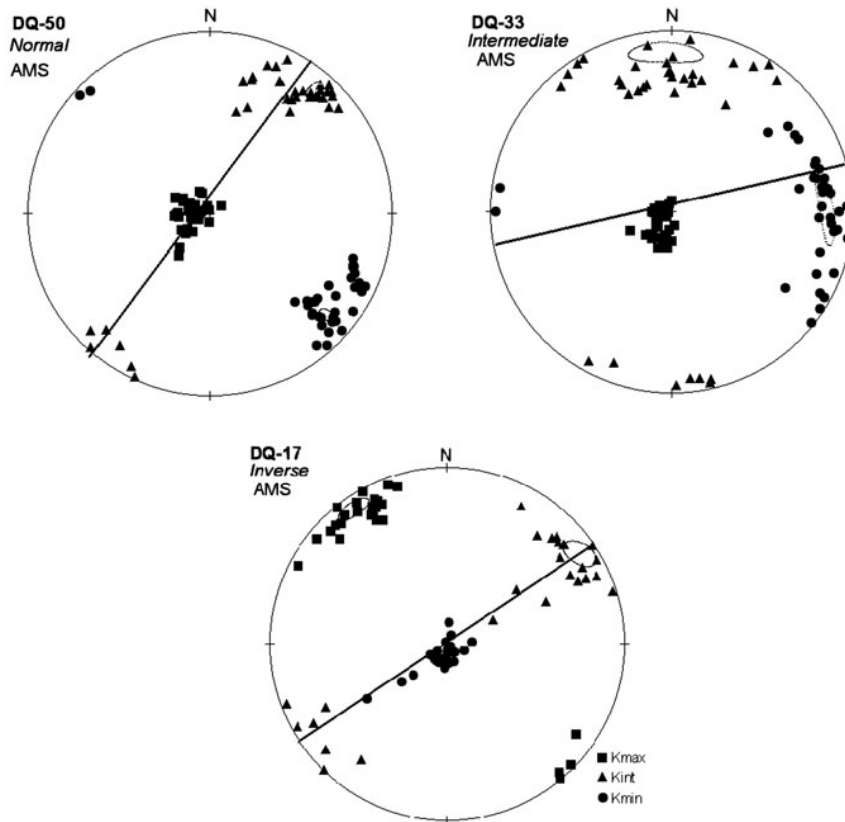 DQ-50
Normal
AMS
N
DQ-33
Intermediate
AMS
N
DQ-17
Inverse
AMS
N
Kmax
Kint
Kmin